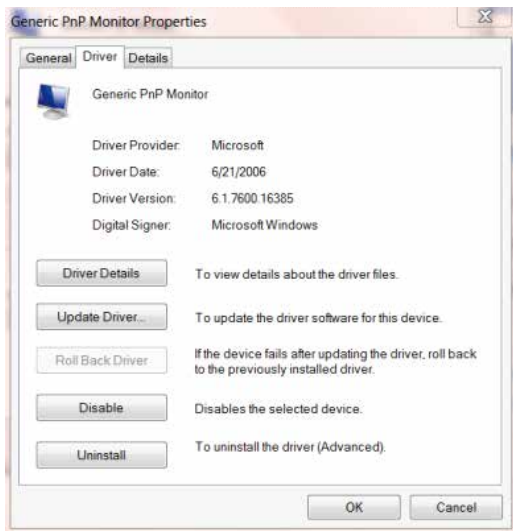 Generic PnP Monitor Properties
X
General Driver Details
Generic PnP Monitor
Driver Provider: Microsoft
Driver Date: 6/21/2006
Driver Version: 6.1.7600.16385
Digital Signer: Microsoft Windows
Driver Details To view details about the driver files.
Update Driver... To update the driver software for this device.
Roll Back Driver If the device fails after updating the driver, roll back
to the previously installed driver.
Disable Disables the selected device.
Uninstall To uninstall the driver (Advanced).
OK Cancel